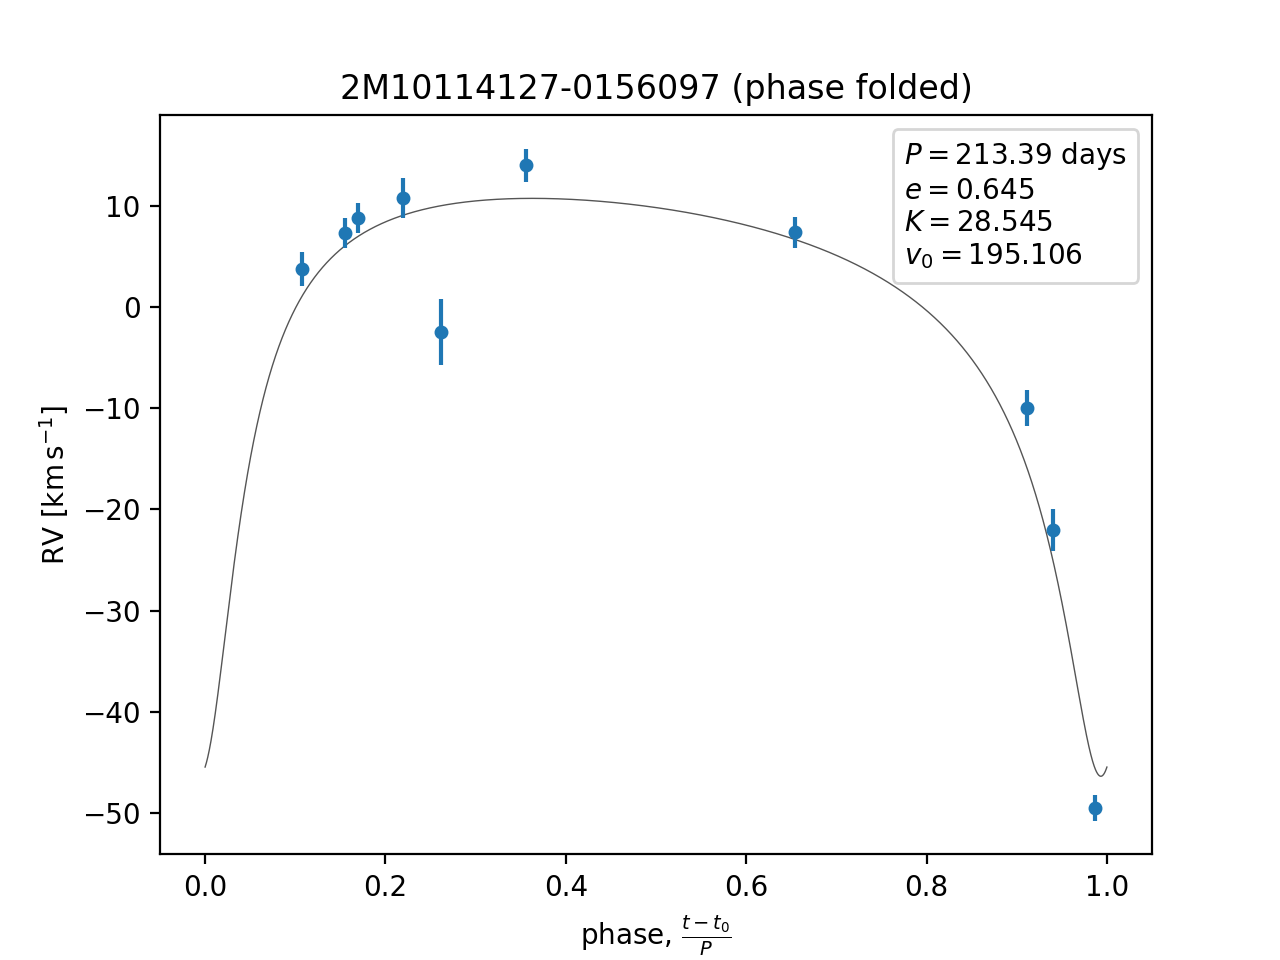 2M10114127-0156097 (phase folded)
P = 213.39 days
e = 0.645
K = 28.545
v₀ = 195.106
RV [km s⁻¹]
10
0
−10
−20
−30
−40
−50
0.0 0.2 0.4 0.6 0.8 1.0
phase, (t − t₀)/P